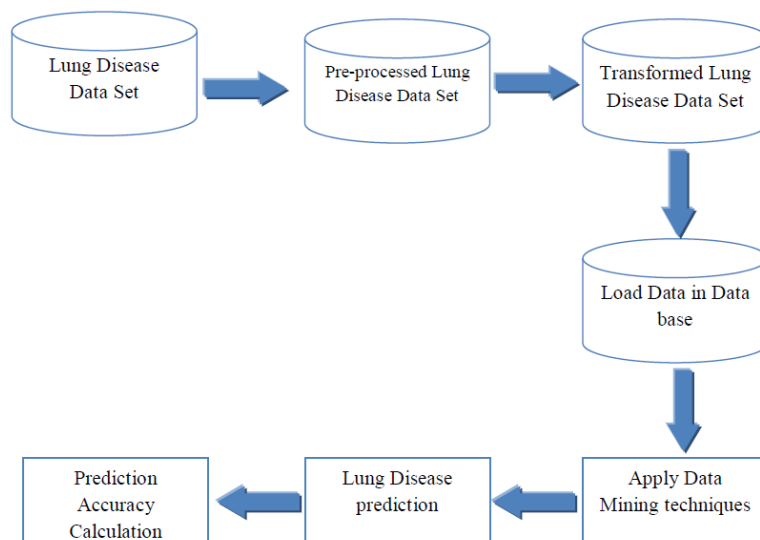 Lung Disease
Data Set
Pre-processed Lung
Disease Data Set
Transformed Lung
Disease Data Set
Load Data in Data
base
Apply Data
Mining techniques
Lung Disease
prediction
Prediction
Accuracy
Calculation